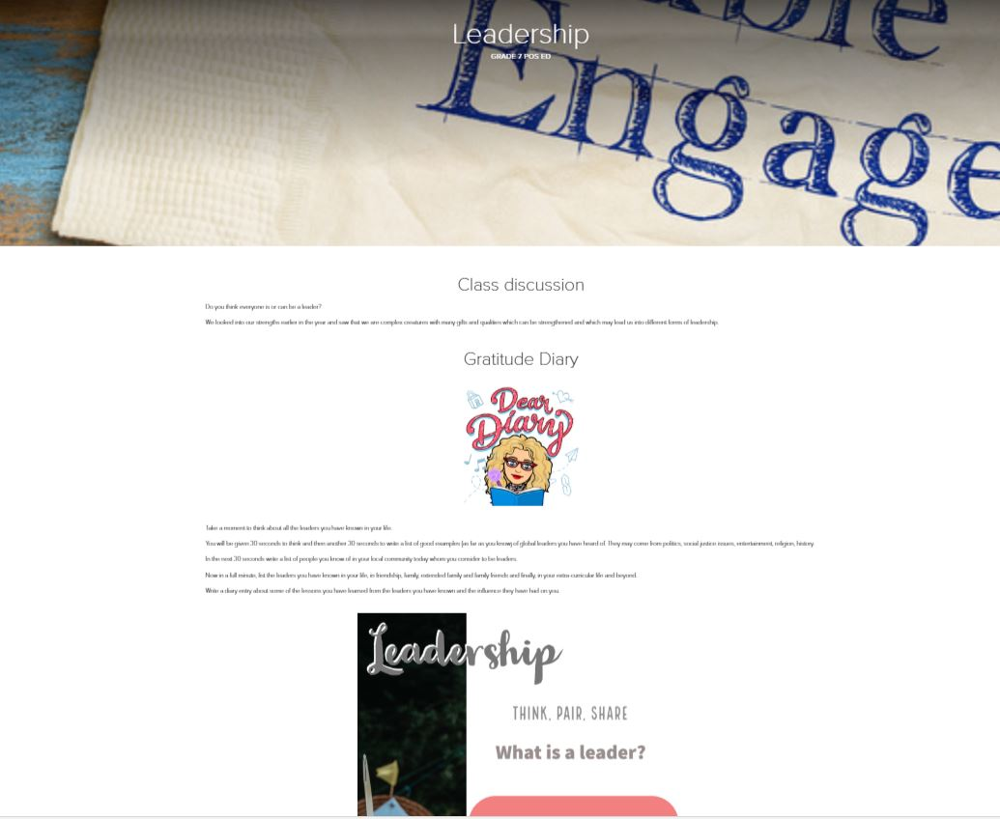 Leadership
GRADE 7 POS ED
Engage
Class discussion
Do you think everyone is or can be a leader?
We looked into our strengths earlier in the year and saw that we are complex creatures with many gifts and qualities which can be strengthened and which may lead us into different forms of leadership.
Gratitude Diary
Dear
Diary
Take a moment to think about all the leaders you have known in your life.
You will be given 30 seconds to think and then another 30 seconds to write a list of good examples (as far as you know) of global leaders you have heard of. They may come from politics, social justice issues, entertainment, religion, history.
In the next 30 seconds write a list of people you know of in your local community today whom you consider to be leaders.
Now in a full minute, list the leaders you have known in your life, in friendship, family, extended family and family friends and finally, in your extra-curricular life and beyond.
Write a diary entry about some of the lessons you have learned from the leaders you have known and the influence they have had on you.
Leadership
THINK, PAIR, SHARE
What is a leader?